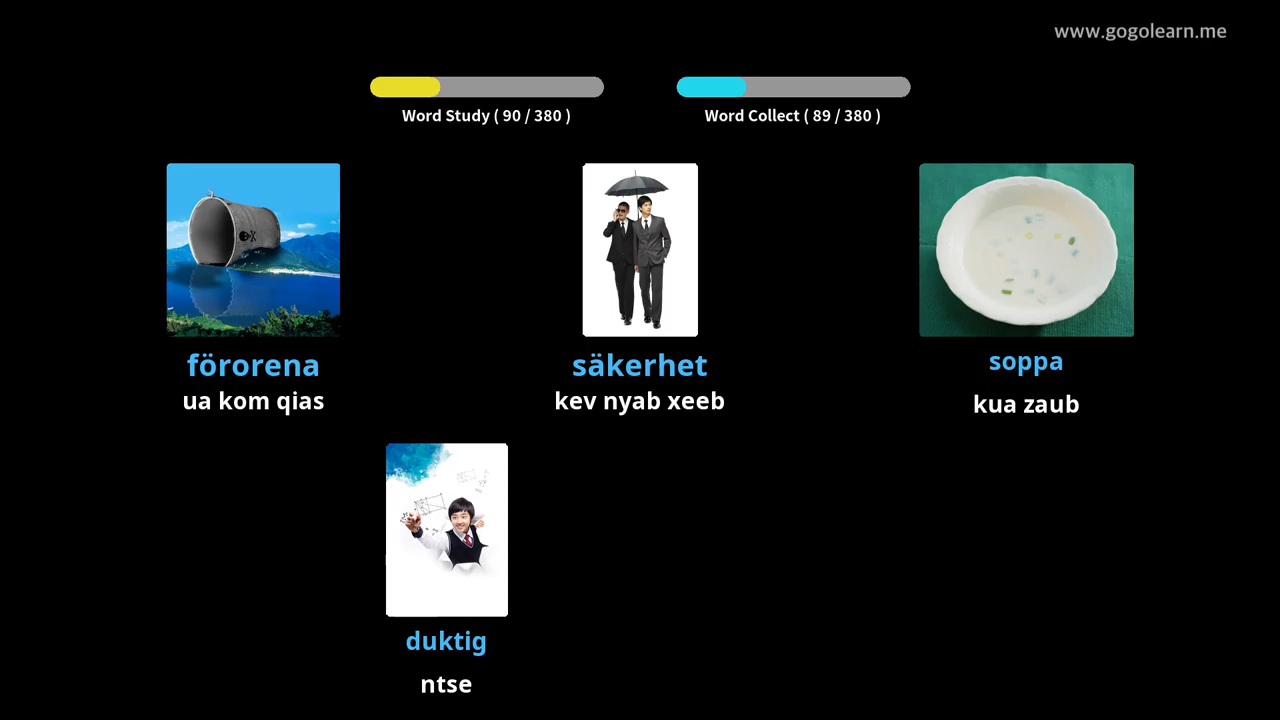 www.gogolearn.me
Word Study ( 90 / 380 )
Word Collect ( 89 / 380 )
förorena
ua kom qias
säkerhet
kev nyab xeeb
soppa
kua zaub
duktig
ntse